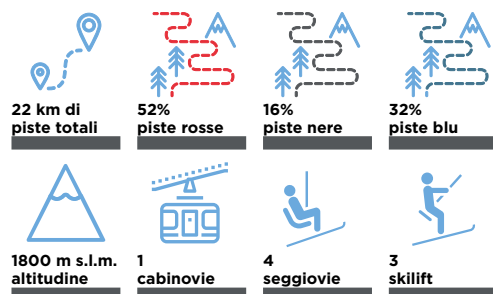 22 km di
piste totali
52%
piste rosse
16%
piste nere
32%
piste blu
1800 m s.l.m.
altitudine
1
cabinovie
4
seggiovie
3
skilift